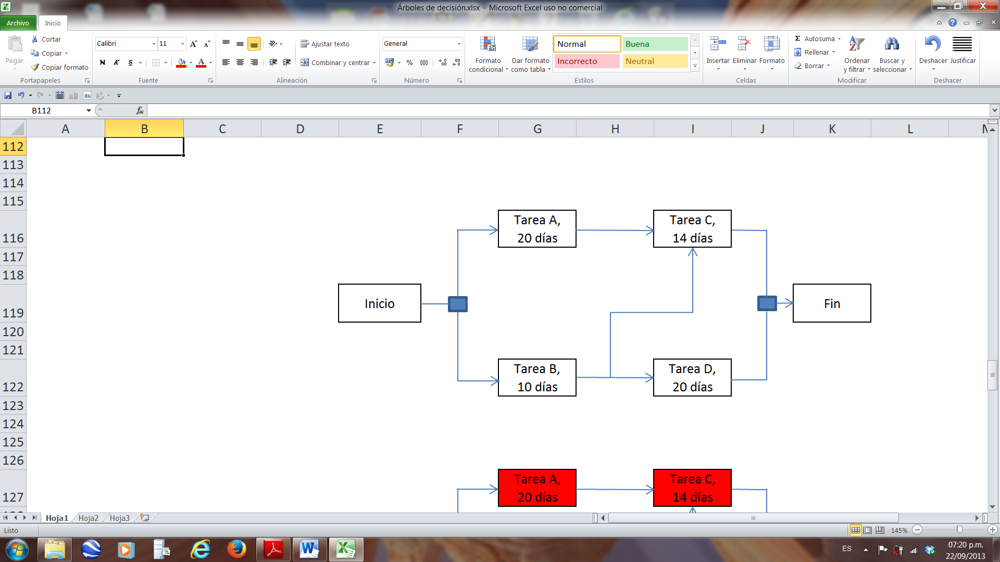 Árboles de decisión.xlsx - Microsoft Excel uso no comercial
Archivo Inicio
Pegar
Cortar
Copiar
Copiar formato
Portapapeles
Calibri 11
N K S
Fuente
Ajustar texto
Combinar y centrar
Alineación
General
% 000
Número
Formato condicional
Dar formato como tabla
Normal Buena
Incorrecto Neutral
Estilos
Insertar Eliminar Formato
Celdas
Σ Autosuma
Rellenar
Borrar
Ordenar y filtrar
Buscar y seleccionar
Modificar
Deshacer Justificar
Deshacer
B112 fx
A B C D E F G H I J K L
112
113
114
115
116
117
118
119
120
121
122
123
124
125
126
127
Tarea A,
20 días
Tarea C,
14 días
Inicio
Fin
Tarea B,
10 días
Tarea D,
20 días
Tarea A,
20 días
Tarea C,
14 días
Hoja1 Hoja2 Hoja3
Listo
145%
ES
07:20 p.m.
22/09/2013